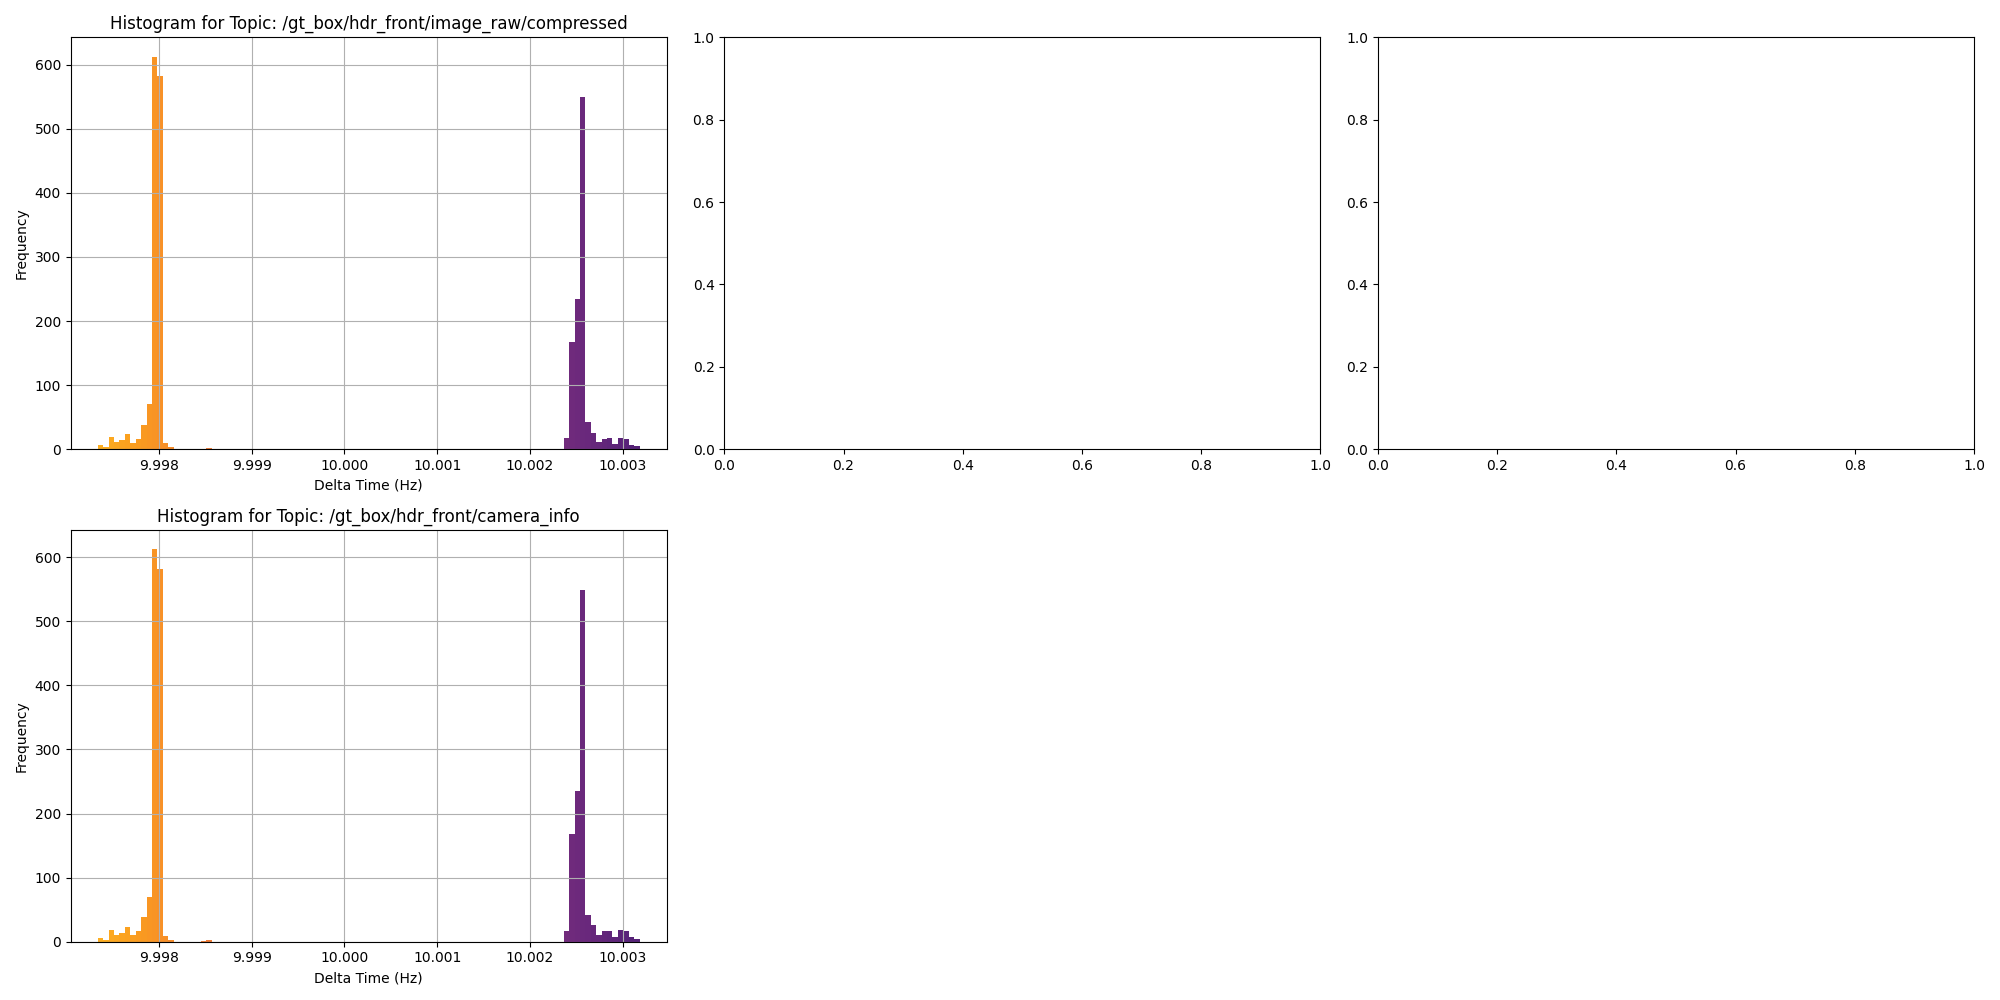 Histogram for Topic: /gt_box/hdr_front/image_raw/compressed
Frequency
600
500
400
300
200
100
0
9.998 9.999 10.000 10.001 10.002 10.003
Delta Time (Hz)
1.0
0.8
0.6
0.4
0.2
0.0
0.0 0.2 0.4 0.6 0.8 1.0
1.0
0.8
0.6
0.4
0.2
0.0
0.0 0.2 0.4 0.6 0.8 1.0
Histogram for Topic: /gt_box/hdr_front/camera_info
Frequency
600
500
400
300
200
100
0
9.998 9.999 10.000 10.001 10.002 10.003
Delta Time (Hz)